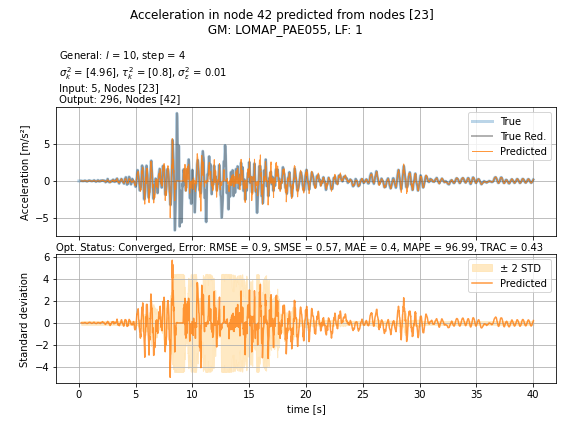 Acceleration in node 42 predicted from nodes [23]
GM: LOMAP_PAE055, LF: 1
General: l = 10, step = 4
σ²ₖ = [4.96], τ²ₖ = [0.8], σ²ε = 0.01
Input: 5, Nodes [23]
Output: 296, Nodes [42]
True
True Red.
Predicted
Acceleration [m/s²]
5
0
−5
Opt. Status: Converged, Error: RMSE = 0.9, SMSE = 0.57, MAE = 0.4, MAPE = 96.99, TRAC = 0.43
± 2 STD
Predicted
Standard deviation
6
4
2
0
−2
−4
0 5 10 15 20 25 30 35 40
time [s]